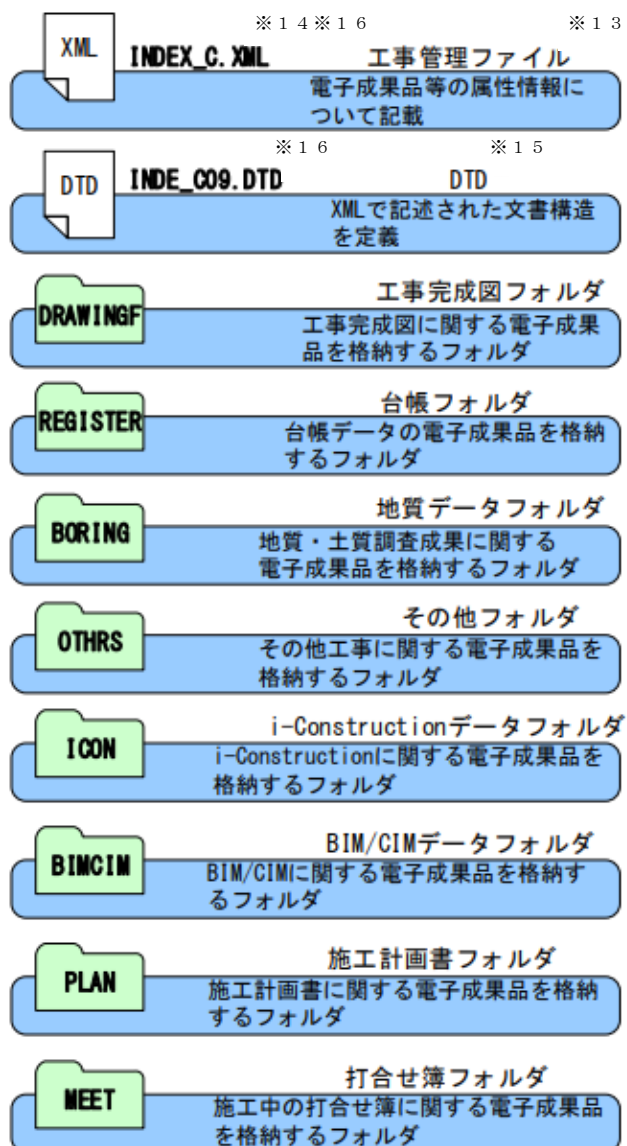 ※１４※１６ ※１３
XML INDEX_C.XML 工事管理ファイル
電子成果品等の属性情報に
ついて記載
※１６ ※１５
DTD INDE_C09.DTD DTD
XMLで記述された文書構造
を定義
工事完成図フォルダ
DRAWINGF
工事完成図に関する電子成果
品を格納するフォルダ
台帳フォルダ
REGISTER
台帳データの電子成果品を格納
するフォルダ
地質データフォルダ
BORING
地質・土質調査成果に関する
電子成果品を格納するフォルダ
その他フォルダ
OTHRS
その他工事に関する電子成果品を
格納するフォルダ
i-Constructionデータフォルダ
ICON
i-Constructionに関する電子成果品を
格納するフォルダ
BIM/CIMデータフォルダ
BIMCIM
BIM/CIMに関する電子成果品を格納す
るフォルダ
施工計画書フォルダ
PLAN
施工計画書に関する電子成果品を格納
するフォルダ
打合せ簿フォルダ
MEET
施工中の打合せ簿に関する電子成果品
を格納するフォルダ